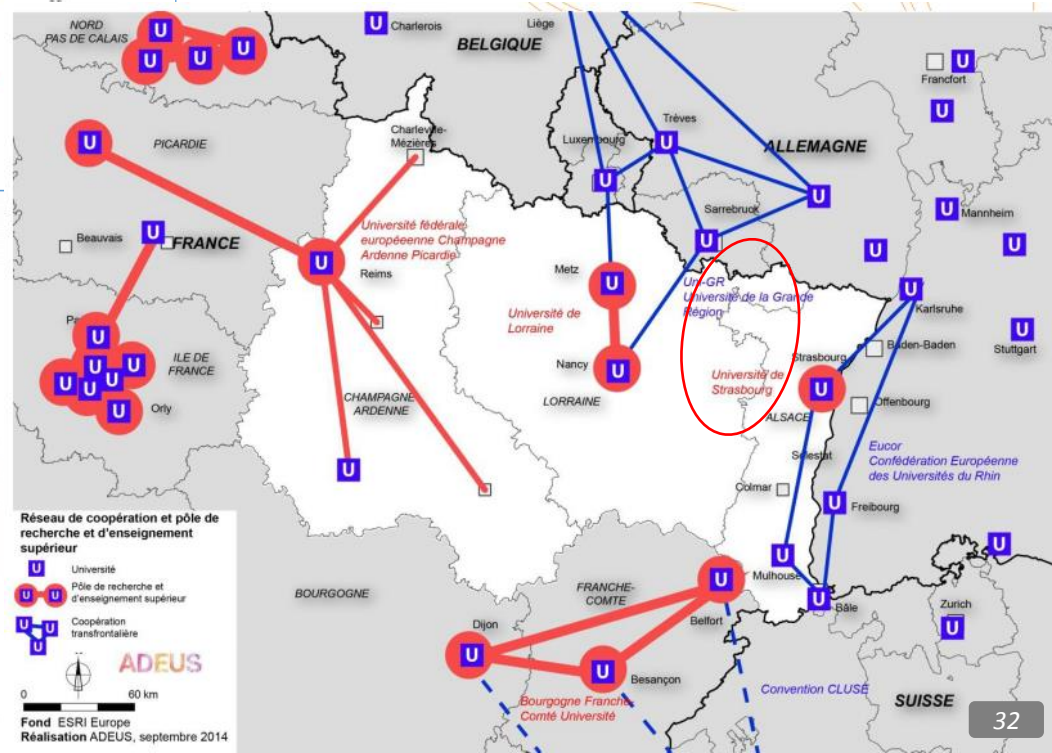 NORD
PAS DE CALAIS
U
U
U
U
U
Charlerois
Liège
BELGIQUE
U
Francfort
U
U
PICARDIE
Charleville-
Mézières
Luxembourg
U
Trèves
U
ALLEMAGNE
U
Sarrebruck
U
U
Mannheim
U
U
Beauvais
U
FRANCE
Université fédérale
européeenne Champagne
Ardenne Picardie
U
Reims
Metz
U
Uni-GR
Université de la Grande
Région
U
Karlsruhe
U
Stuttgart
Université de
Lorraine
Baden-Baden
U
U
U
U
U
U
ILE DE
FRANCE
U
Orly
Nancy
U
LORRAINE
Strasbourg
U
Université de
Strasbourg
ALSACE
Offenbourg
CHAMPAGNE
ARDENNE
U
Sélestat
Colmar
Eucor
Confédération Européenne
des Universités du Rhin
U
Freibourg
U
Mulhouse
U
Bâle
U
Zurich
U
BOURGOGNE
FRANCHE-
COMTE
U
Belfort
Dijon
U
U
Besançon
Bourgogne Franche-
Comté Université
Convention CLUSE
SUISSE
Réseau de coopération et pôle de
recherche et d'enseignement
supérieur
U
Université
U
U
Pôle de recherche et
d'enseignement supérieur
U
U
U
Coopération
transfrontalière
ADEUS
0
60 km
Fond ESRI Europe
Réalisation ADEUS, septembre 2014
32